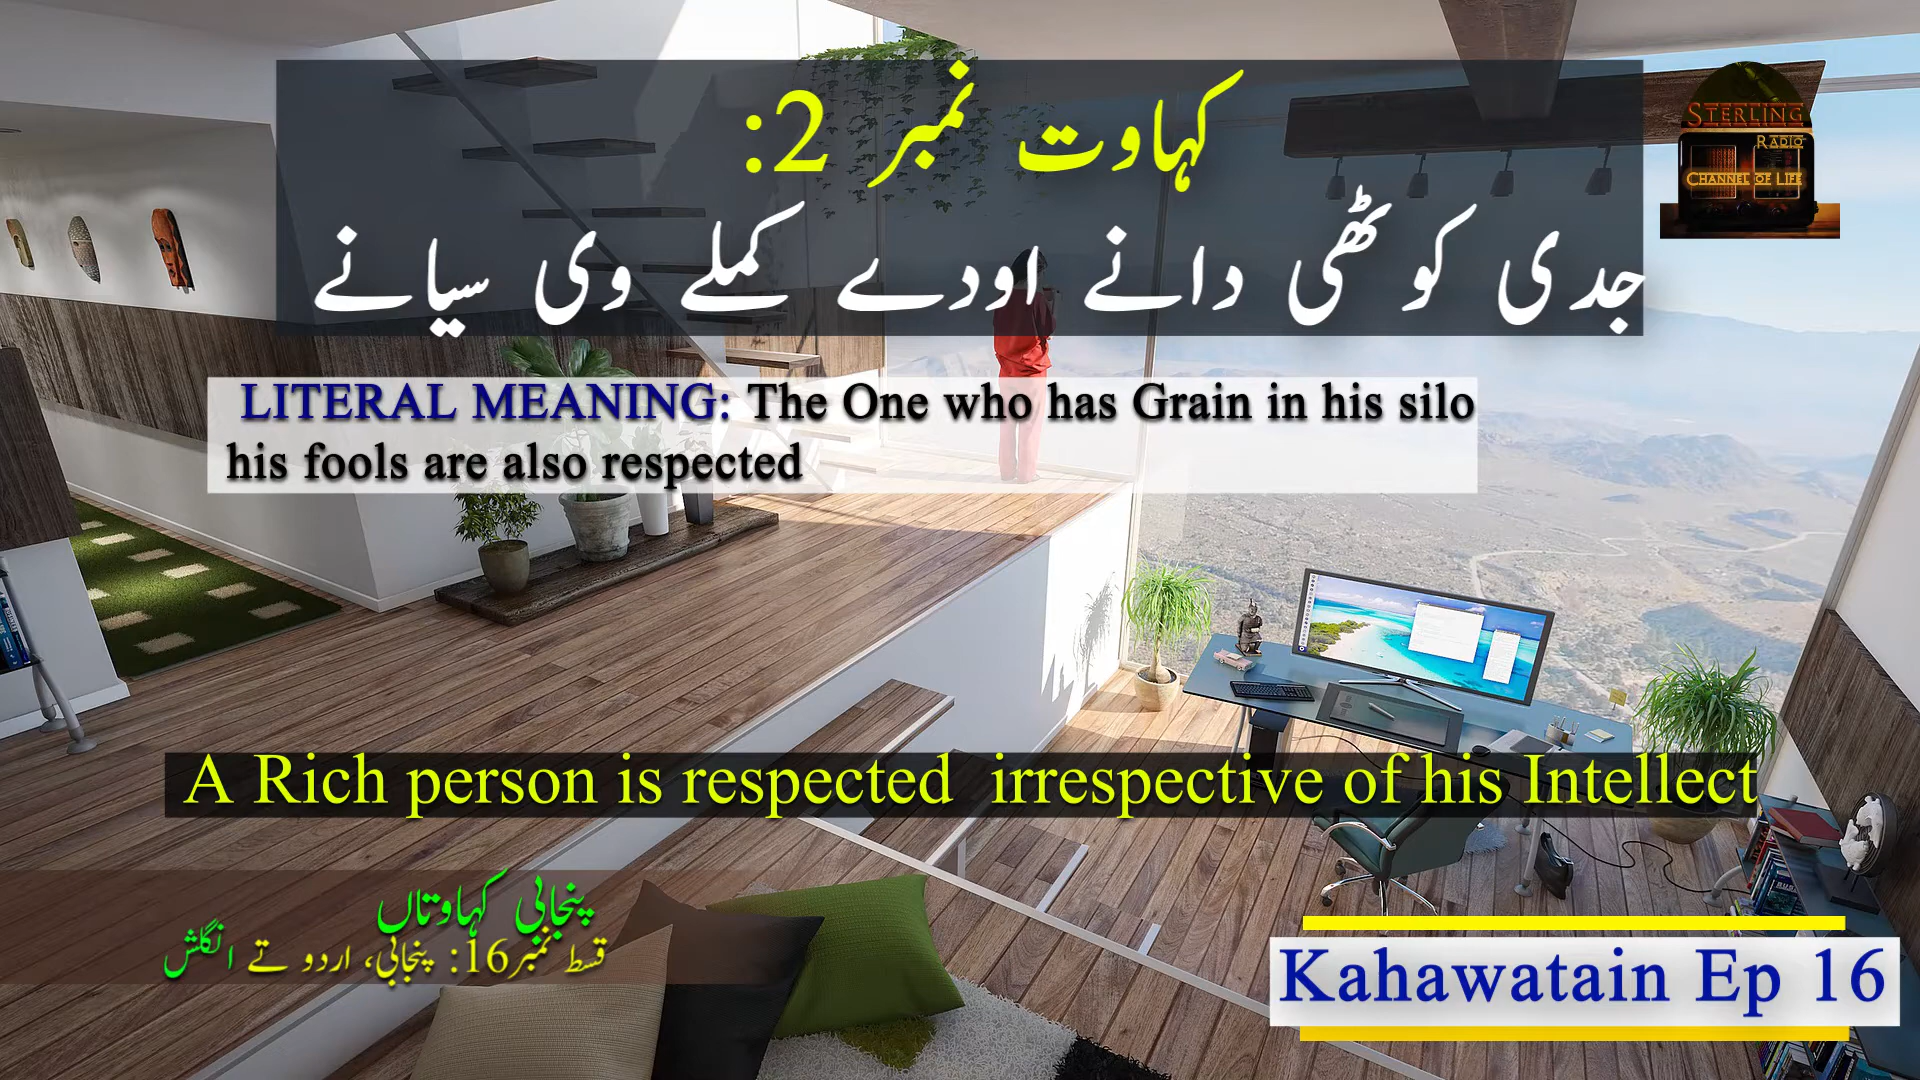 کہاوت نمبر 2:
جدی کوٹھی دانے اودے کملے وی سیانے
STERLING
RADIO
CHANNEL OF LIFE
LITERAL MEANING: The One who has Grain in his silo
his fools are also respected
A Rich person is respected irrespective of his Intellect
پنجابی کہاوتاں
قسط نمبر16: پنجابی، اردو تے انگلش
Kahawatain Ep 16